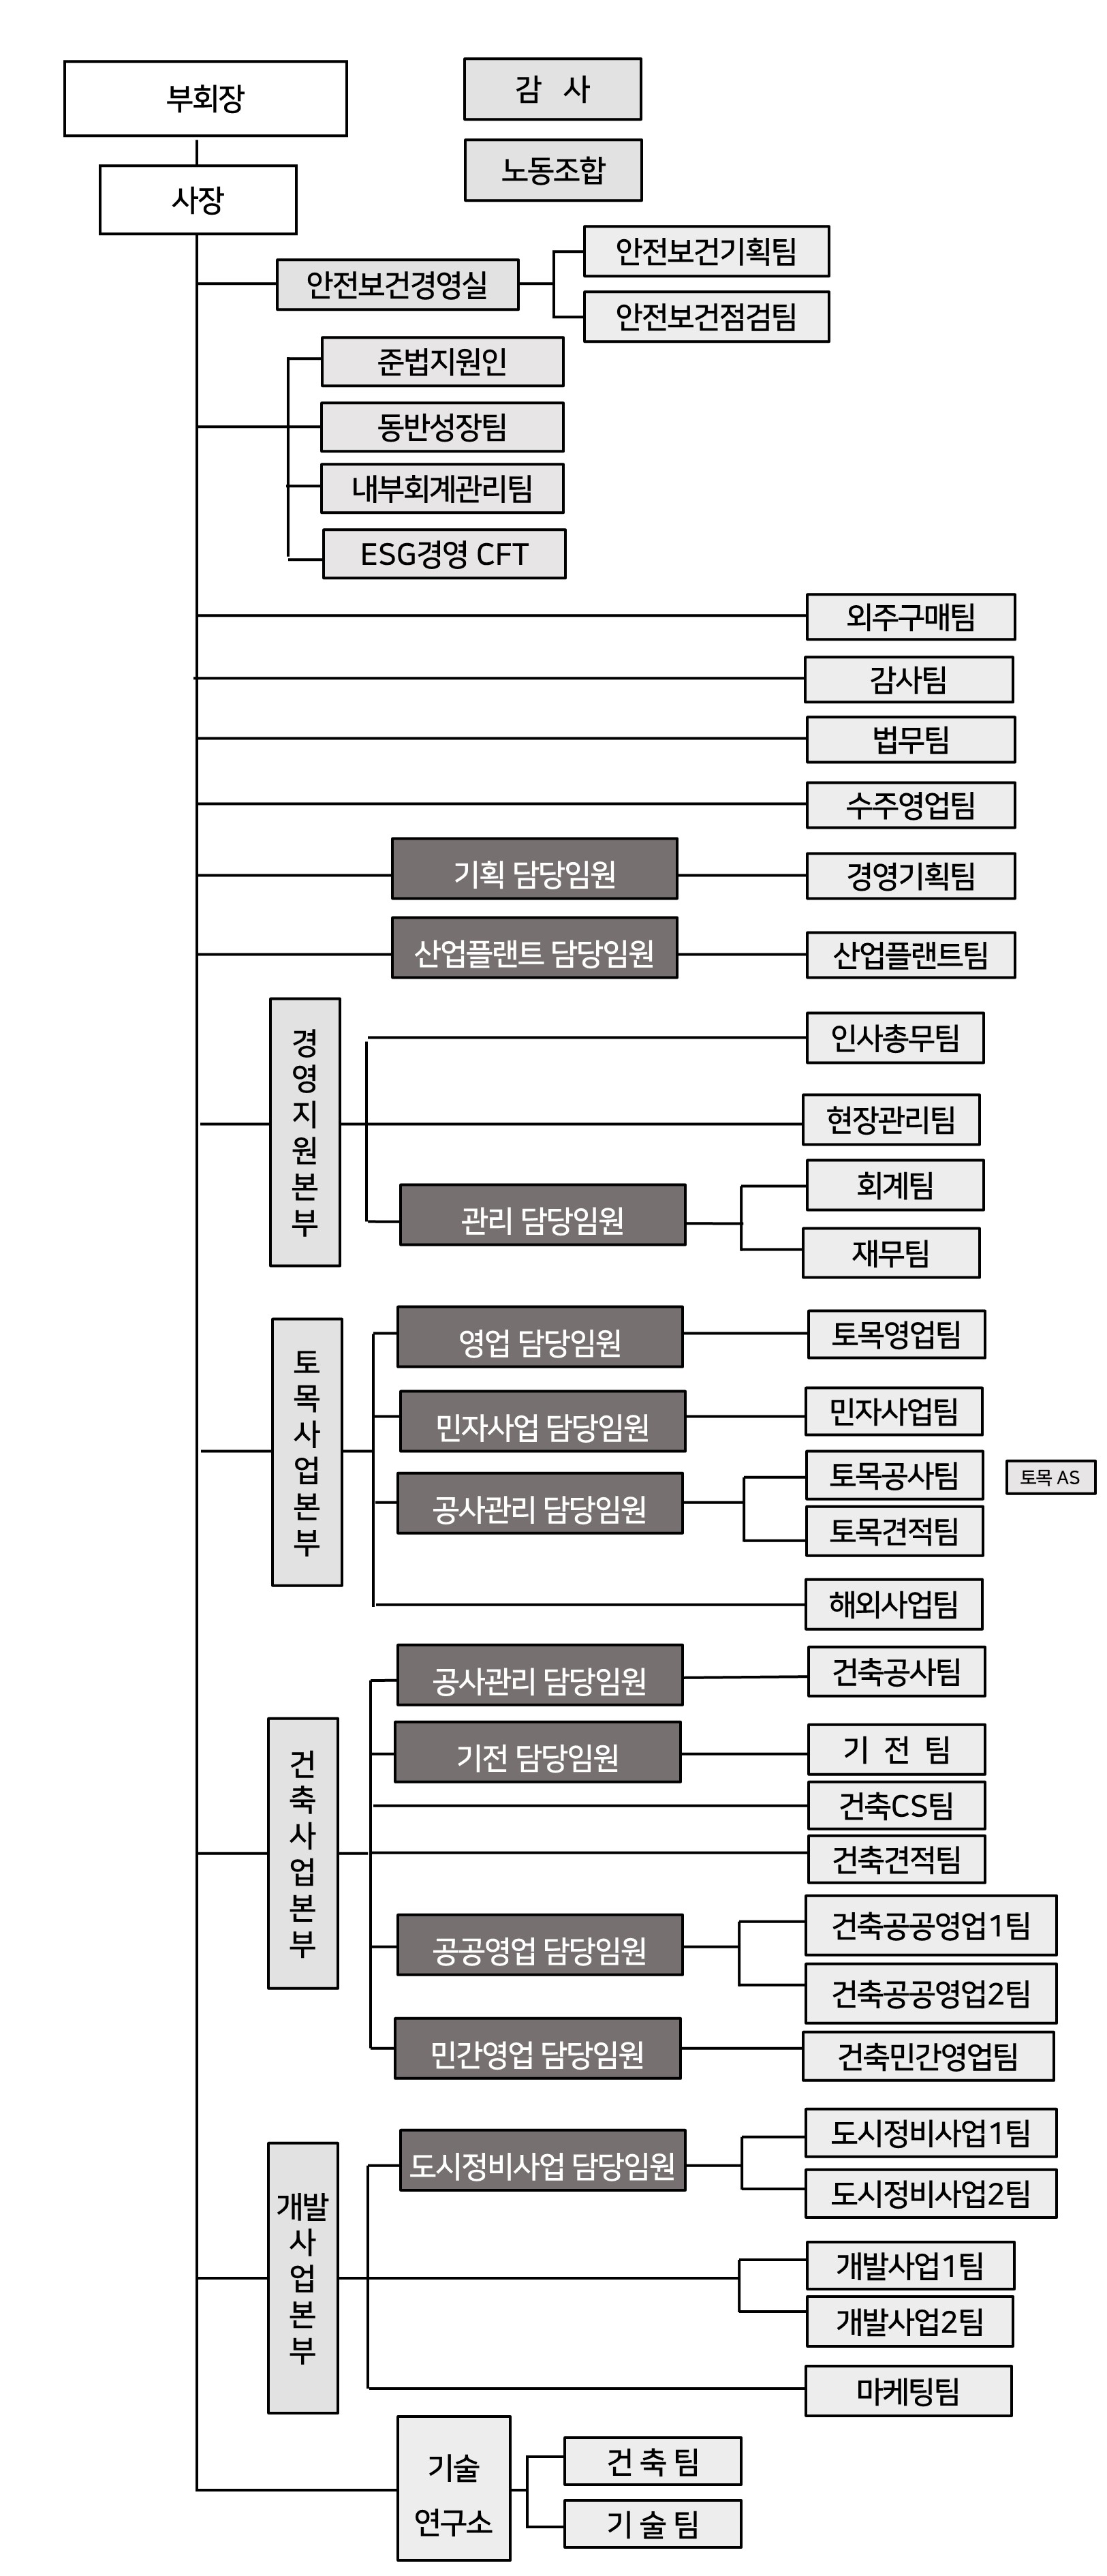 부회장
감 사
노동조합
사장
안전보건경영실
안전보건기획팀
안전보건점검팀
준법지원인
동반성장팀
내부회계관리팀
ESG경영 CFT
외주구매팀
감사팀
법무팀
수주영업팀
기획 담당임원
경영기획팀
산업플랜트 담당임원
산업플랜트팀
경영지원본부
인사총무팀
현장관리팀
관리 담당임원
회계팀
재무팀
토목사업본부
영업 담당임원
토목영업팀
민자사업 담당임원
민자사업팀
공사관리 담당임원
토목공사팀
토목 AS
토목견적팀
해외사업팀
건축사업본부
공사관리 담당임원
건축공사팀
기전 담당임원
기 전 팀
건축CS팀
건축견적팀
공공영업 담당임원
건축공공영업1팀
건축공공영업2팀
민간영업 담당임원
건축민간영업팀
개발사업본부
도시정비사업 담당임원
도시정비사업1팀
도시정비사업2팀
개발사업1팀
개발사업2팀
마케팅팀
기술
연구소
건 축 팀
기 술 팀